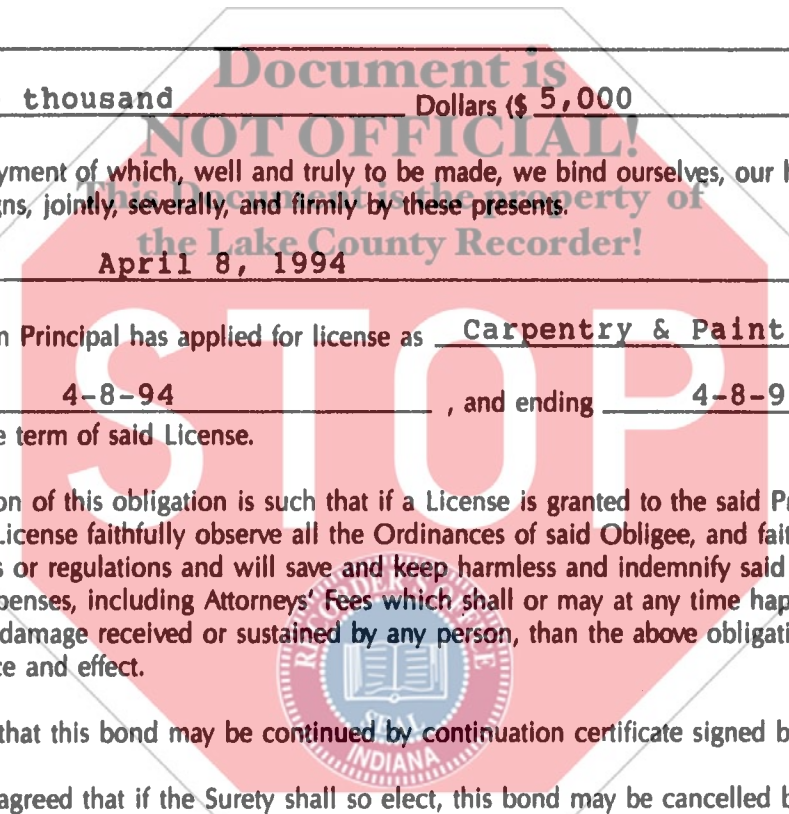 Document is
thousand Dollars ($ 5,000
NOT OFFICIAL!
yment of which, well and truly to be made, we bind ourselves, our h
This Document is the property of
gns, jointly, severally, and firmly by these presents.
the Lake County Recorder!
April 8, 1994
n Principal has applied for license as Carpentry & Paint
STOP
4-8-94 , and ending 4-8-9
e term of said License.
on of this obligation is such that if a License is granted to the said Pr
License faithfully observe all the Ordinances of said Obligee, and fait
s or regulations and will save and keep harmless and indemnify said
penses, including Attorneys' Fees which shall or may at any time hap
damage received or sustained by any person, than the above obligati
ce and effect.
RECORDER'S OFFICE
SEAL
INDIANA
that this bond may be continued by continuation certificate signed b
agreed that if the Surety shall so elect, this bond may be cancelled b